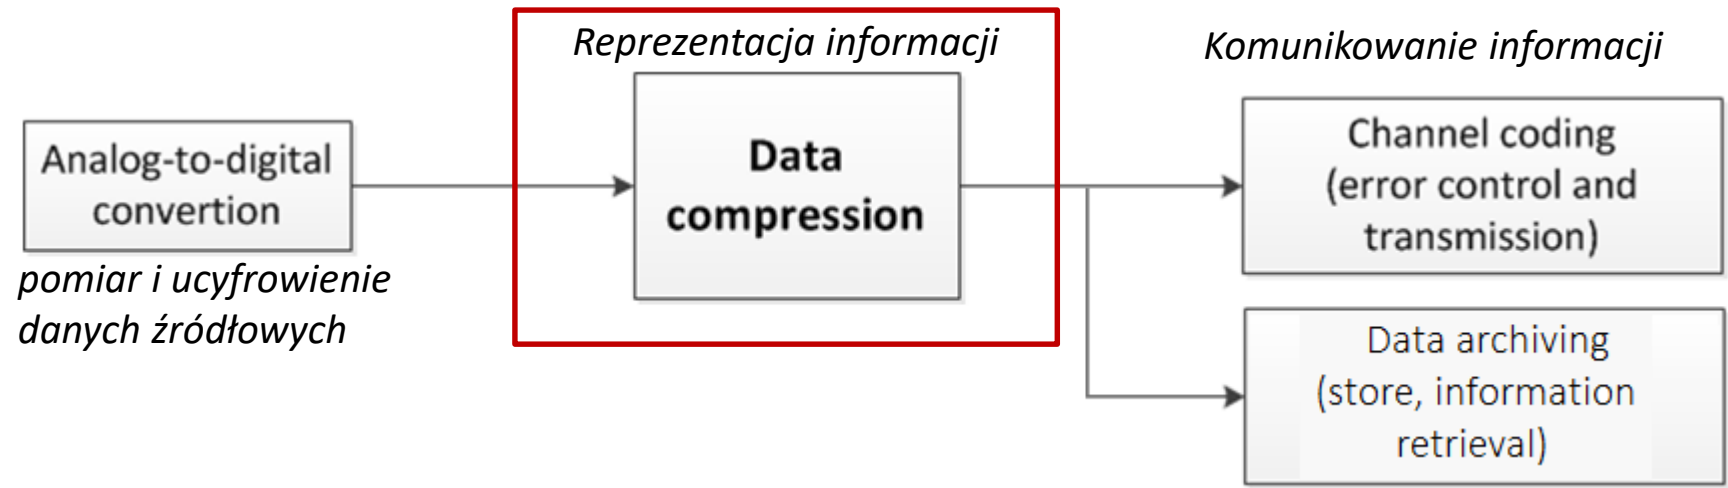 Reprezentacja informacji
Komunikowanie informacji
Analog-to-digital
convertion
pomiar i ucyfrowienie
danych źródłowych
Data
compression
Channel coding
(error control and
transmission)
Data archiving
(store, information
retrieval)